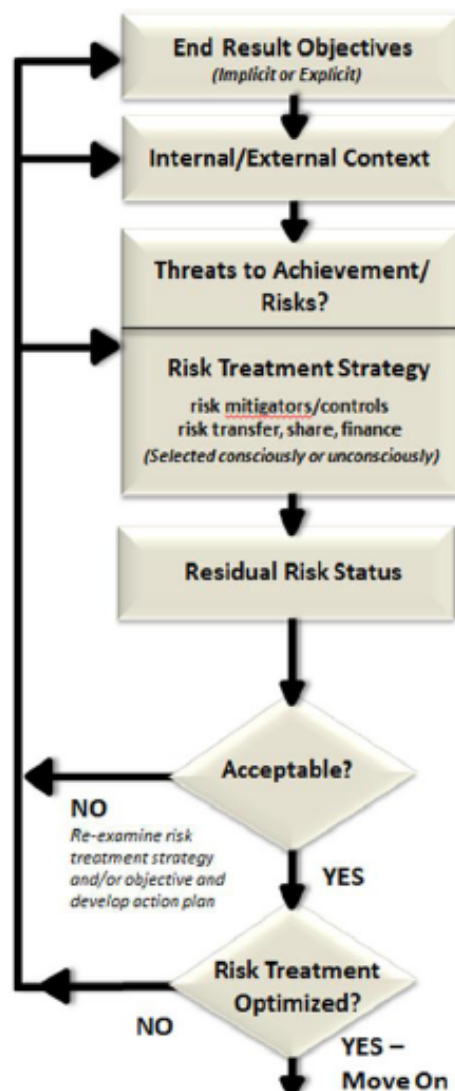 End Result Objectives
(Implicit or Explicit)
Internal/External Context
Threats to Achievement/
Risks?
Risk Treatment Strategy
risk mitigators/controls
risk transfer, share, finance
(Selected consciously or unconsciously)
Residual Risk Status
Acceptable?
NO
Re-examine risk
treatment strategy
and/or objective and
develop action plan
YES
Risk Treatment
Optimized?
NO
YES –
Move On